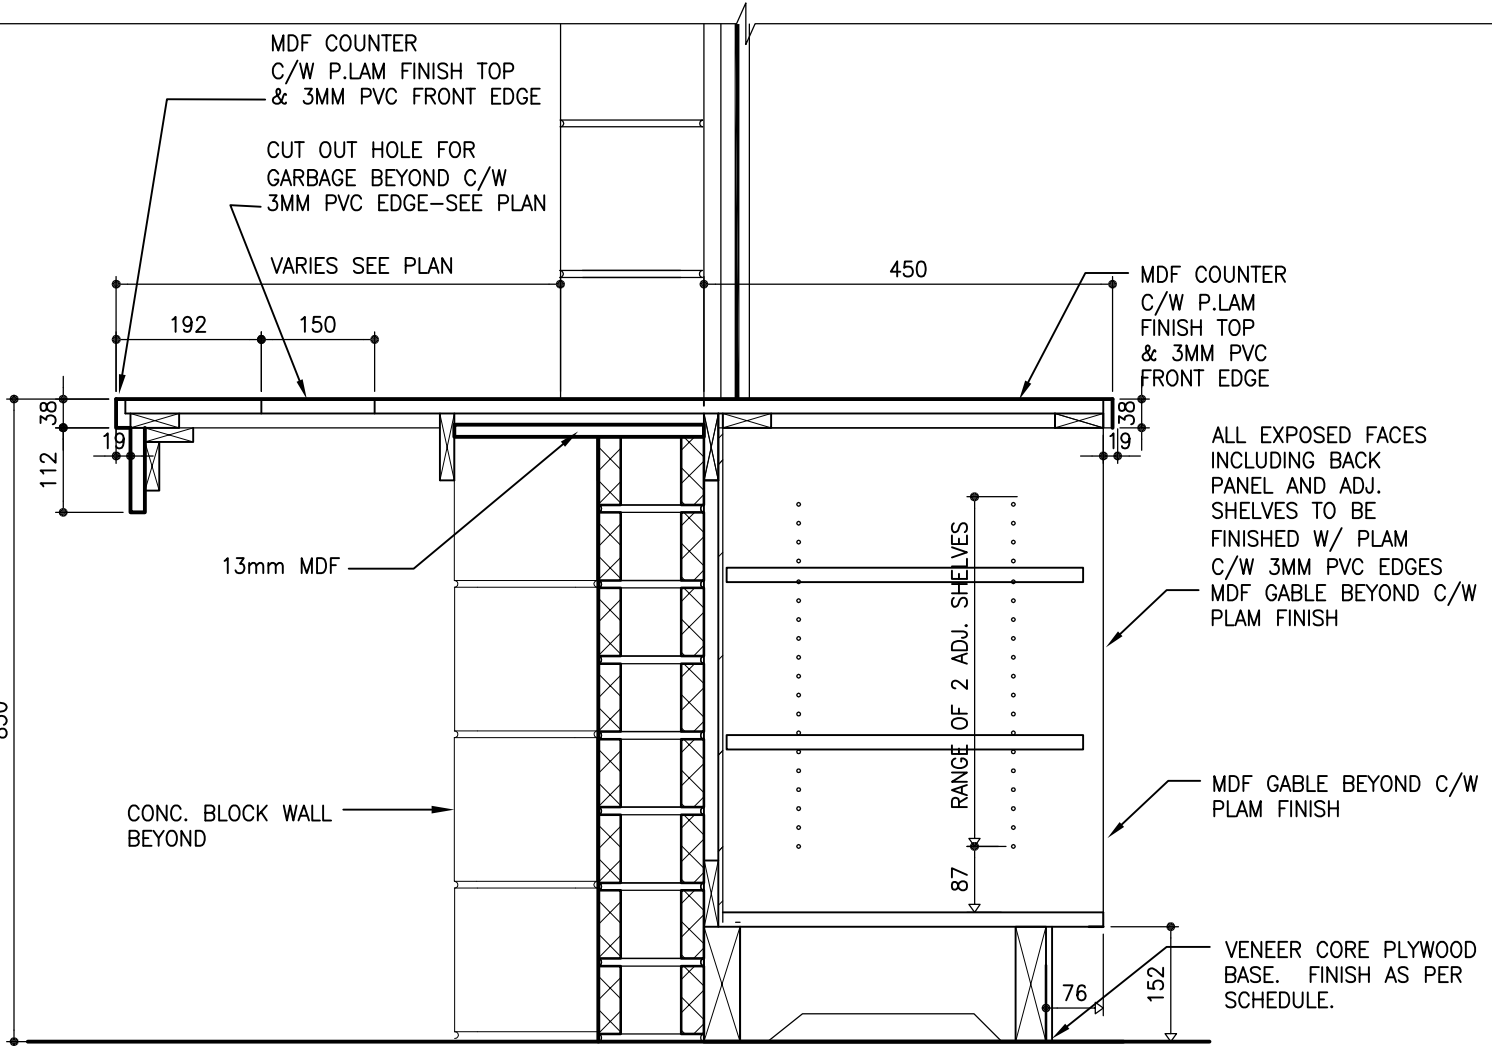 MDF COUNTER
C/W P.LAM FINISH TOP
& 3MM PVC FRONT EDGE
CUT OUT HOLE FOR
GARBAGE BEYOND C/W
3MM PVC EDGE-SEE PLAN
VARIES SEE PLAN
450
192
150
MDF COUNTER
C/W P.LAM
FINISH TOP
& 3MM PVC
FRONT EDGE
38
19
112
38
19
ALL EXPOSED FACES
INCLUDING BACK
PANEL AND ADJ.
SHELVES TO BE
FINISHED W/ PLAM
C/W 3MM PVC EDGES
MDF GABLE BEYOND C/W
PLAM FINISH
13mm MDF
RANGE OF 2 ADJ. SHELVES
CONC. BLOCK WALL
BEYOND
MDF GABLE BEYOND C/W
PLAM FINISH
87
VENEER CORE PLYWOOD
BASE. FINISH AS PER
SCHEDULE.
76
152